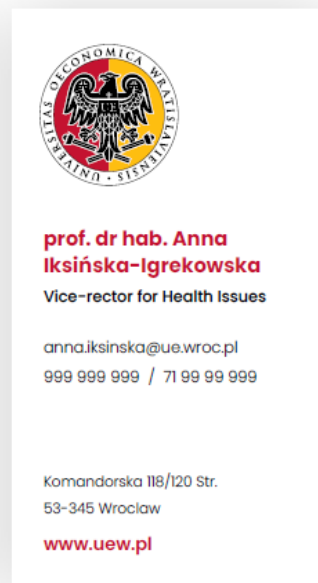 UNIVERSITAS OECONOMICA WRATISLAVIENSIS
UE
prof. dr hab. Anna
Iksińska-Igrekowska
Vice-rector for Health Issues
anna.iksinska@ue.wroc.pl
999 999 999 / 71 99 99 999
Komandorska 118/120 Str.
53-345 Wroclaw
www.uew.pl